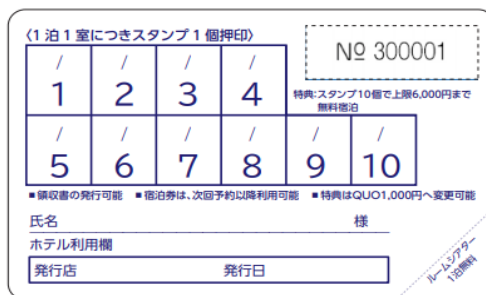 〈1泊1室につきスタンプ1個押印〉
№ 300001
/ / / /
1 2 3 4
特典:スタンプ10個で上限6,000円まで
無料宿泊
/ / / / / /
5 6 7 8 9 10
■領収書の発行可能 ■宿泊券は、次回予約以降利用可能 ■特典はQUO1,000円へ変更可能
氏名 様
ホテル利用欄
発行店 発行日
ルームシアター
1泊無料